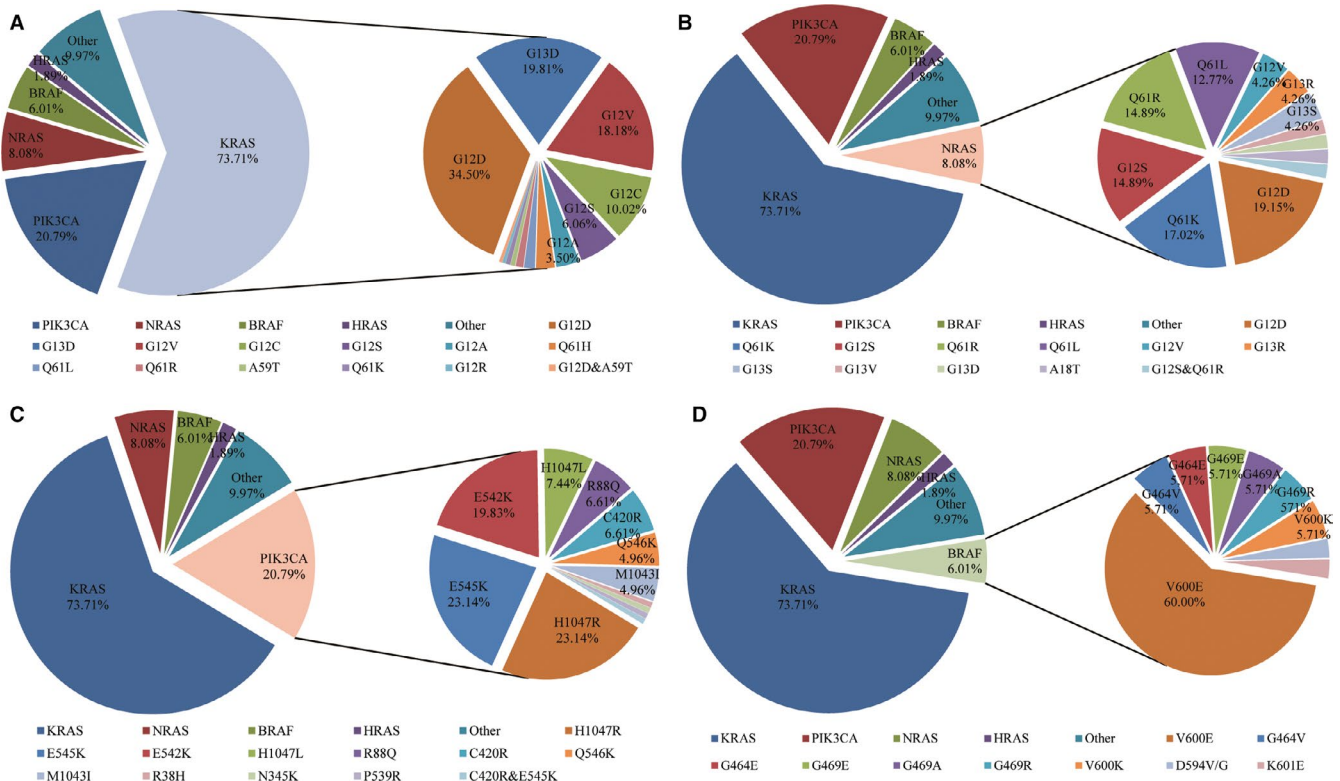 A
Other
9.97%
HRAS
1.89%
BRAF
6.01%
NRAS
8.08%
PIK3CA
20.79%
KRAS
73.71%
G13D
19.81%
G12V
18.18%
G12D
34.50%
G12C
10.02%
G12S
6.06%
G12A
3.50%
PIK3CA NRAS BRAF HRAS Other G12D
G13D G12V G12C G12S G12A Q61H
Q61L Q61R A59T Q61K G12R G12D&A59T
B
PIK3CA
20.79%
BRAF
6.01%
HRAS
1.89%
Other
9.97%
NRAS
8.08%
KRAS
73.71%
Q61L
12.77%
G12V
4.26%
G13R
4.26%
G13S
4.26%
Q61R
14.89%
G12S
14.89%
G12D
19.15%
Q61K
17.02%
KRAS PIK3CA BRAF HRAS Other G12D
Q61K G12S Q61R Q61L G12V G13R
G13S G13V G13D A18T G12S&Q61R
C
NRAS
8.08%
BRAF
6.01%
HRAS
1.89%
Other
9.97%
PIK3CA
20.79%
KRAS
73.71%
H1047L
7.44%
R88Q
6.61%
E542K
19.83%
C420R
6.61%
Q546K
4.96%
M1043I
4.96%
E545K
23.14%
H1047R
23.14%
KRAS NRAS BRAF HRAS Other H1047R
E545K E542K H1047L R88Q C420R Q546K
M1043I R38H N345K P539R C420R&E545K
D
PIK3CA
20.79%
NRAS
8.08%
HRAS
1.89%
Other
9.97%
BRAF
6.01%
KRAS
73.71%
G464E
5.71%
G469E
5.71%
G469A
5.71%
G464V
5.71%
G469R
571%
V600K
5.71%
V600E
60.00%
KRAS PIK3CA NRAS HRAS Other V600E G464V
G464E G469E G469A G469R V600K D594V/G K601E